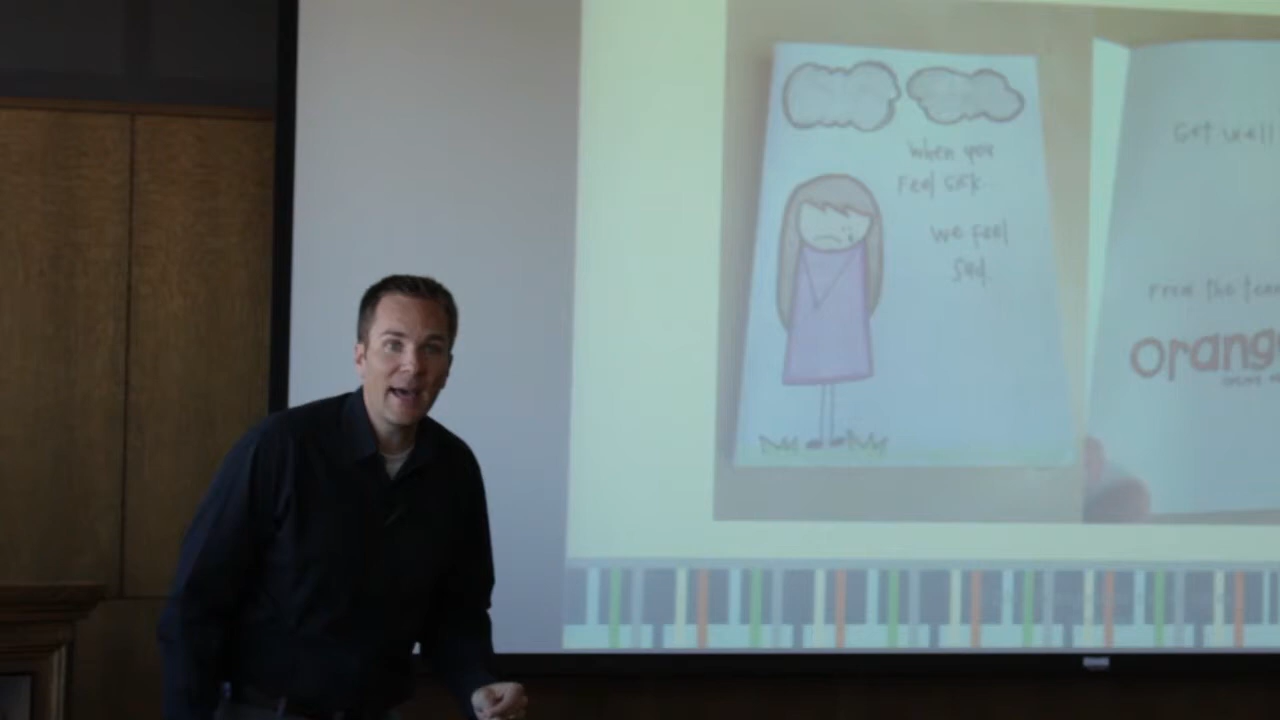 When you
Feel sick...
We Feel
Sad.
Get well
From the team
orang